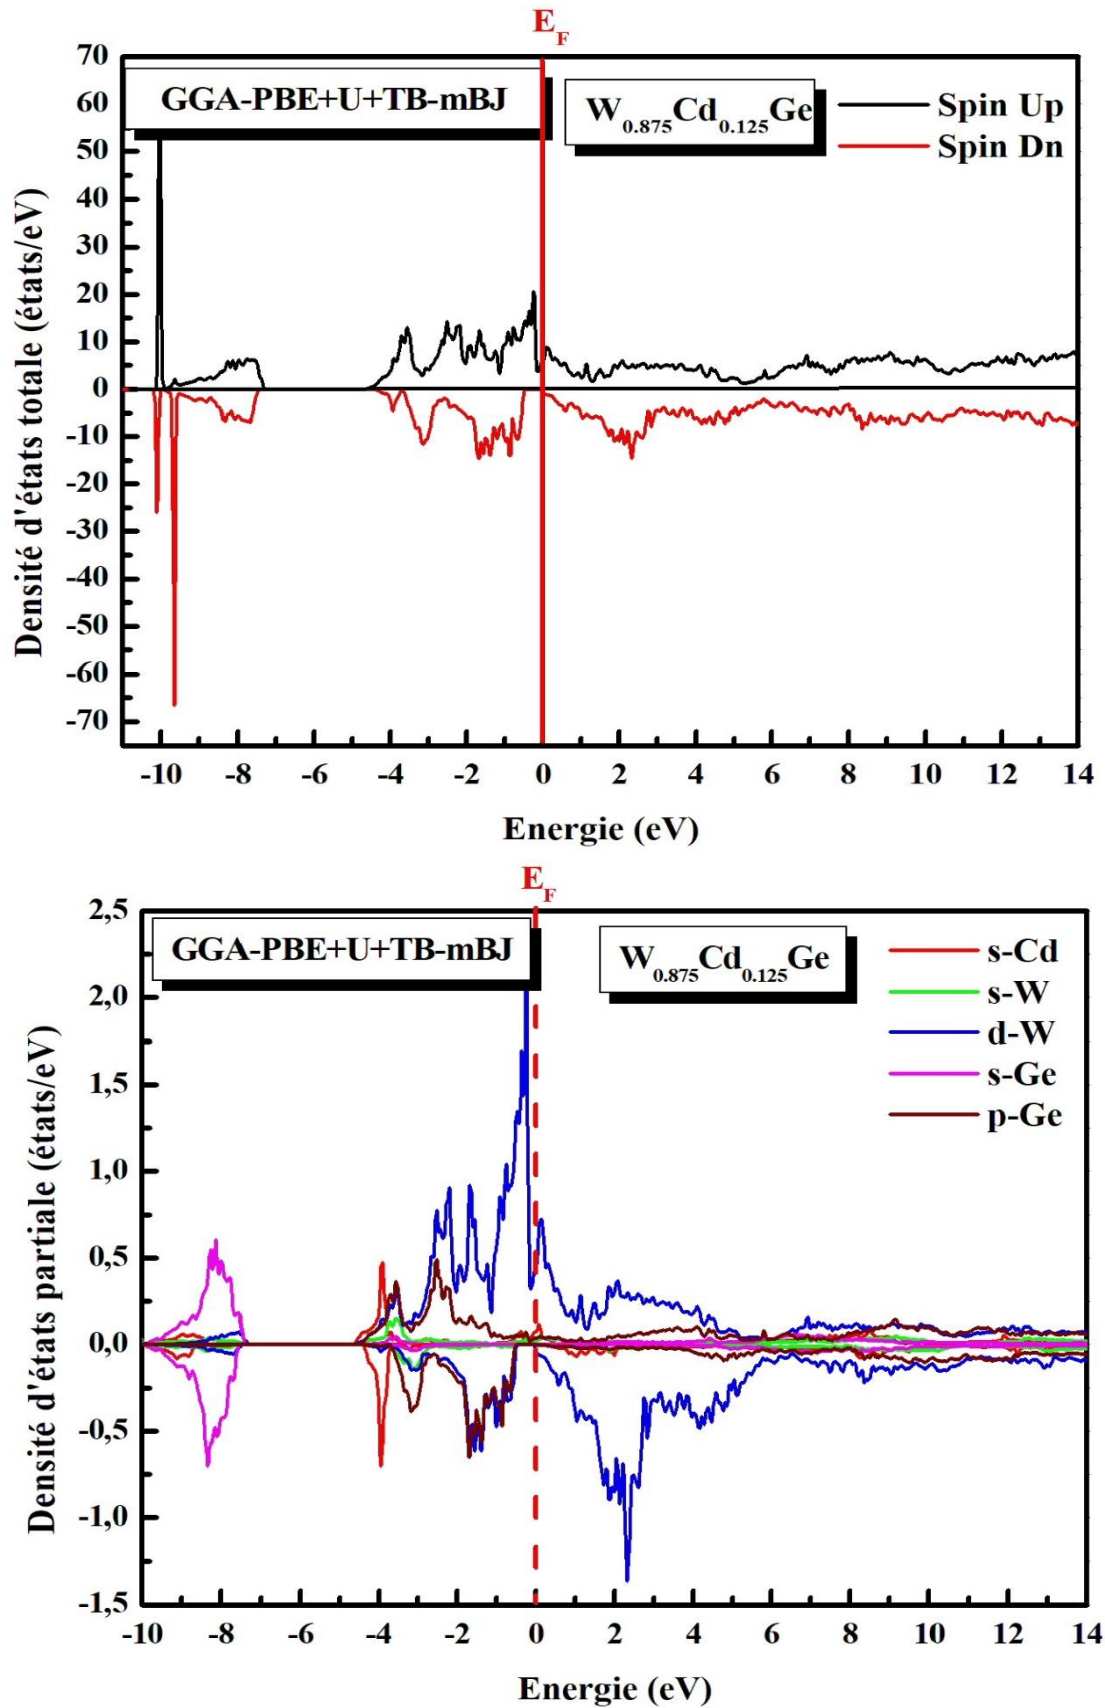 E_F
GGA-PBE+U+TB-mBJ
W_0.875Cd_0.125Ge
Spin Up
Spin Dn
Densité d'états totale (états/eV)
70
60
50
40
30
20
10
0
-10
-20
-30
-40
-50
-60
-70
-10 -8 -6 -4 -2 0 2 4 6 8 10 12 14
Energie (eV)
E_F
GGA-PBE+U+TB-mBJ
W_0.875Cd_0.125Ge
s-Cd
s-W
d-W
s-Ge
p-Ge
Densité d'états partiale (états/eV)
2,5
2,0
1,5
1,0
0,5
0,0
-0,5
-1,0
-1,5
-10 -8 -6 -4 -2 0 2 4 6 8 10 12 14
Energie (eV)